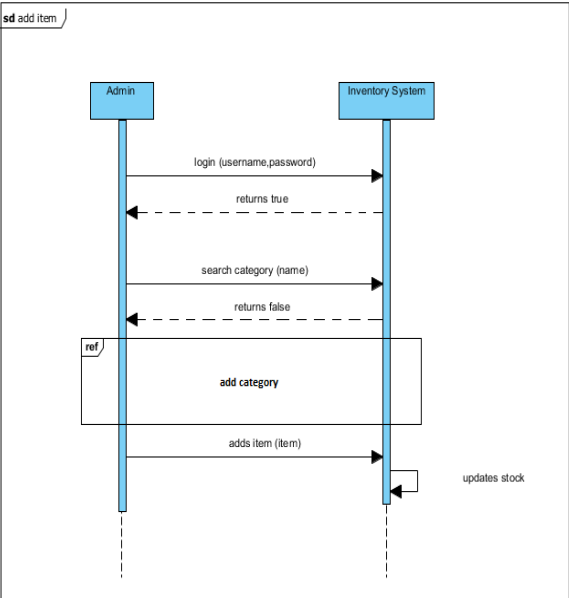 sd add item
Admin
Inventory System
login (username,password)
returns true
search category (name)
returns false
ref
add category
adds item (item)
updates stock